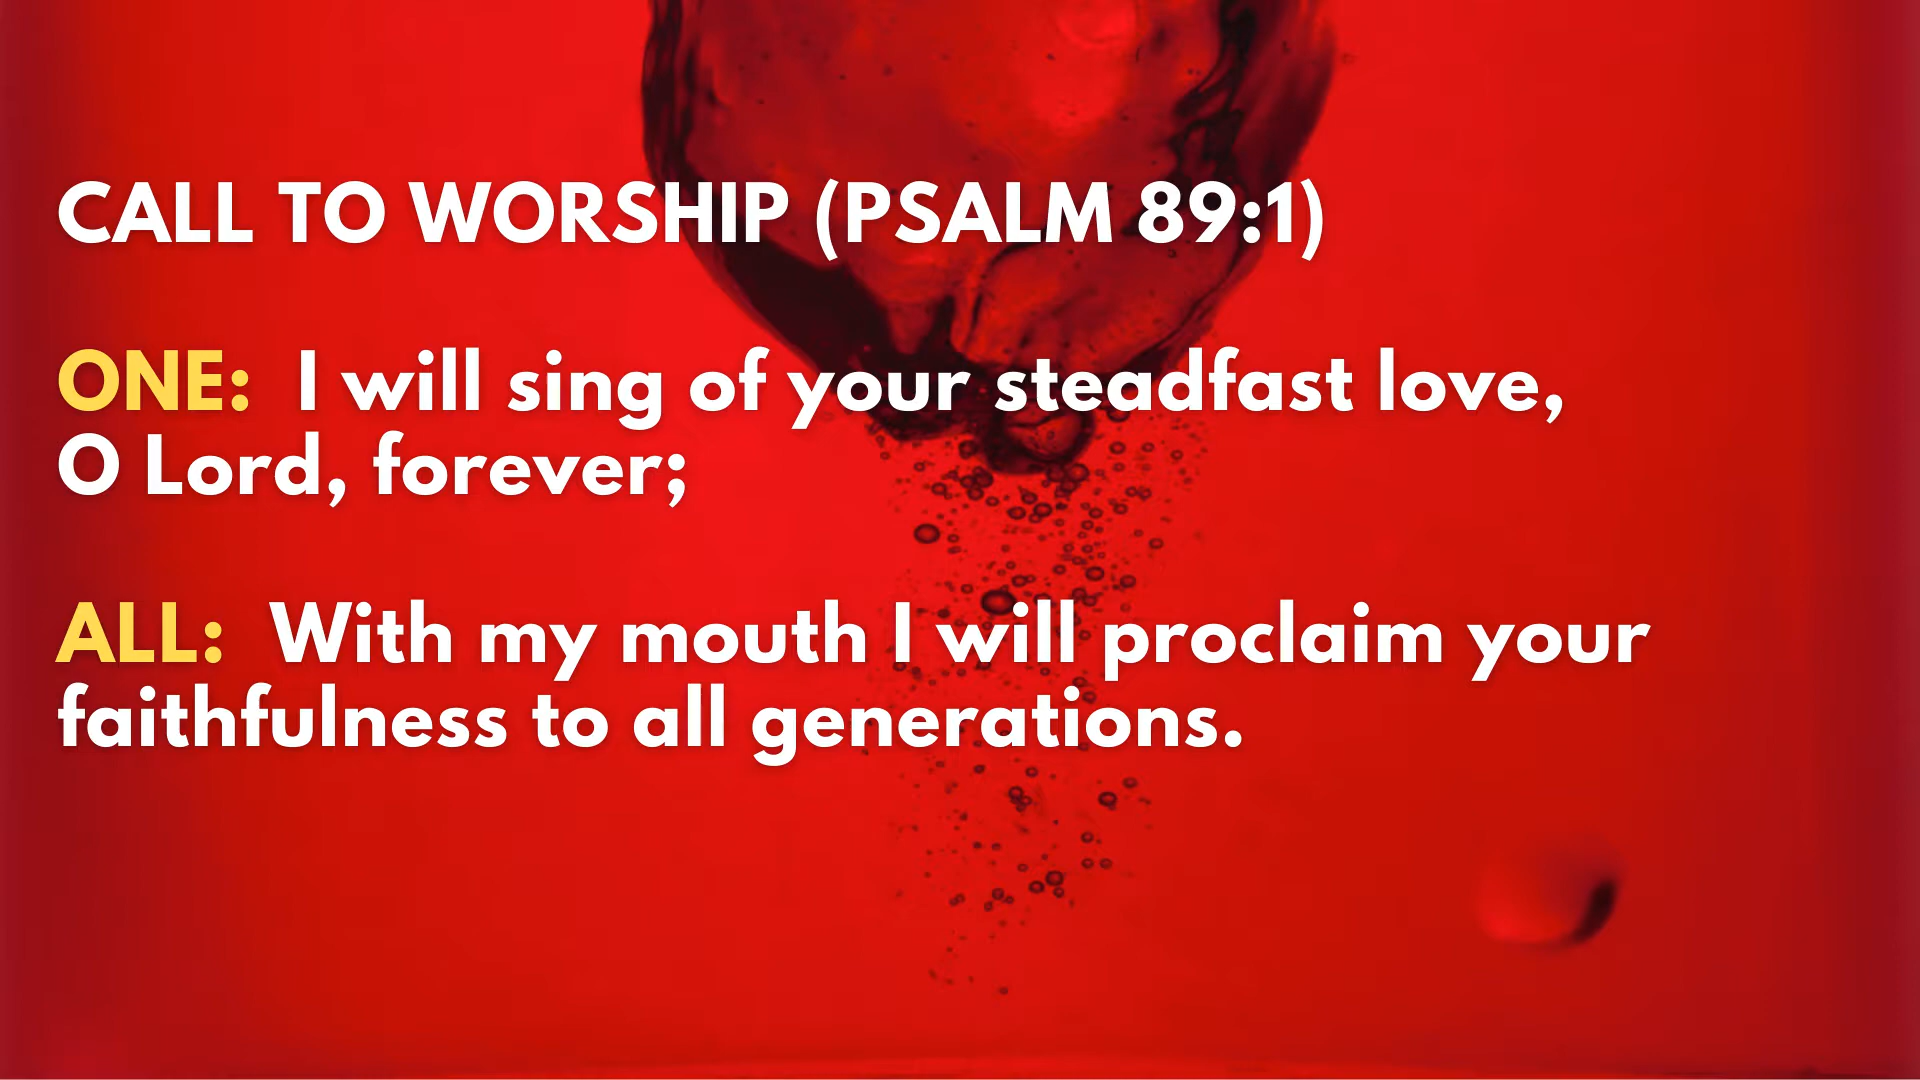 CALL TO WORSHIP (PSALM 89:1)
ONE: I will sing of your steadfast love,
O Lord, forever;
ALL: With my mouth I will proclaim your
faithfulness to all generations.